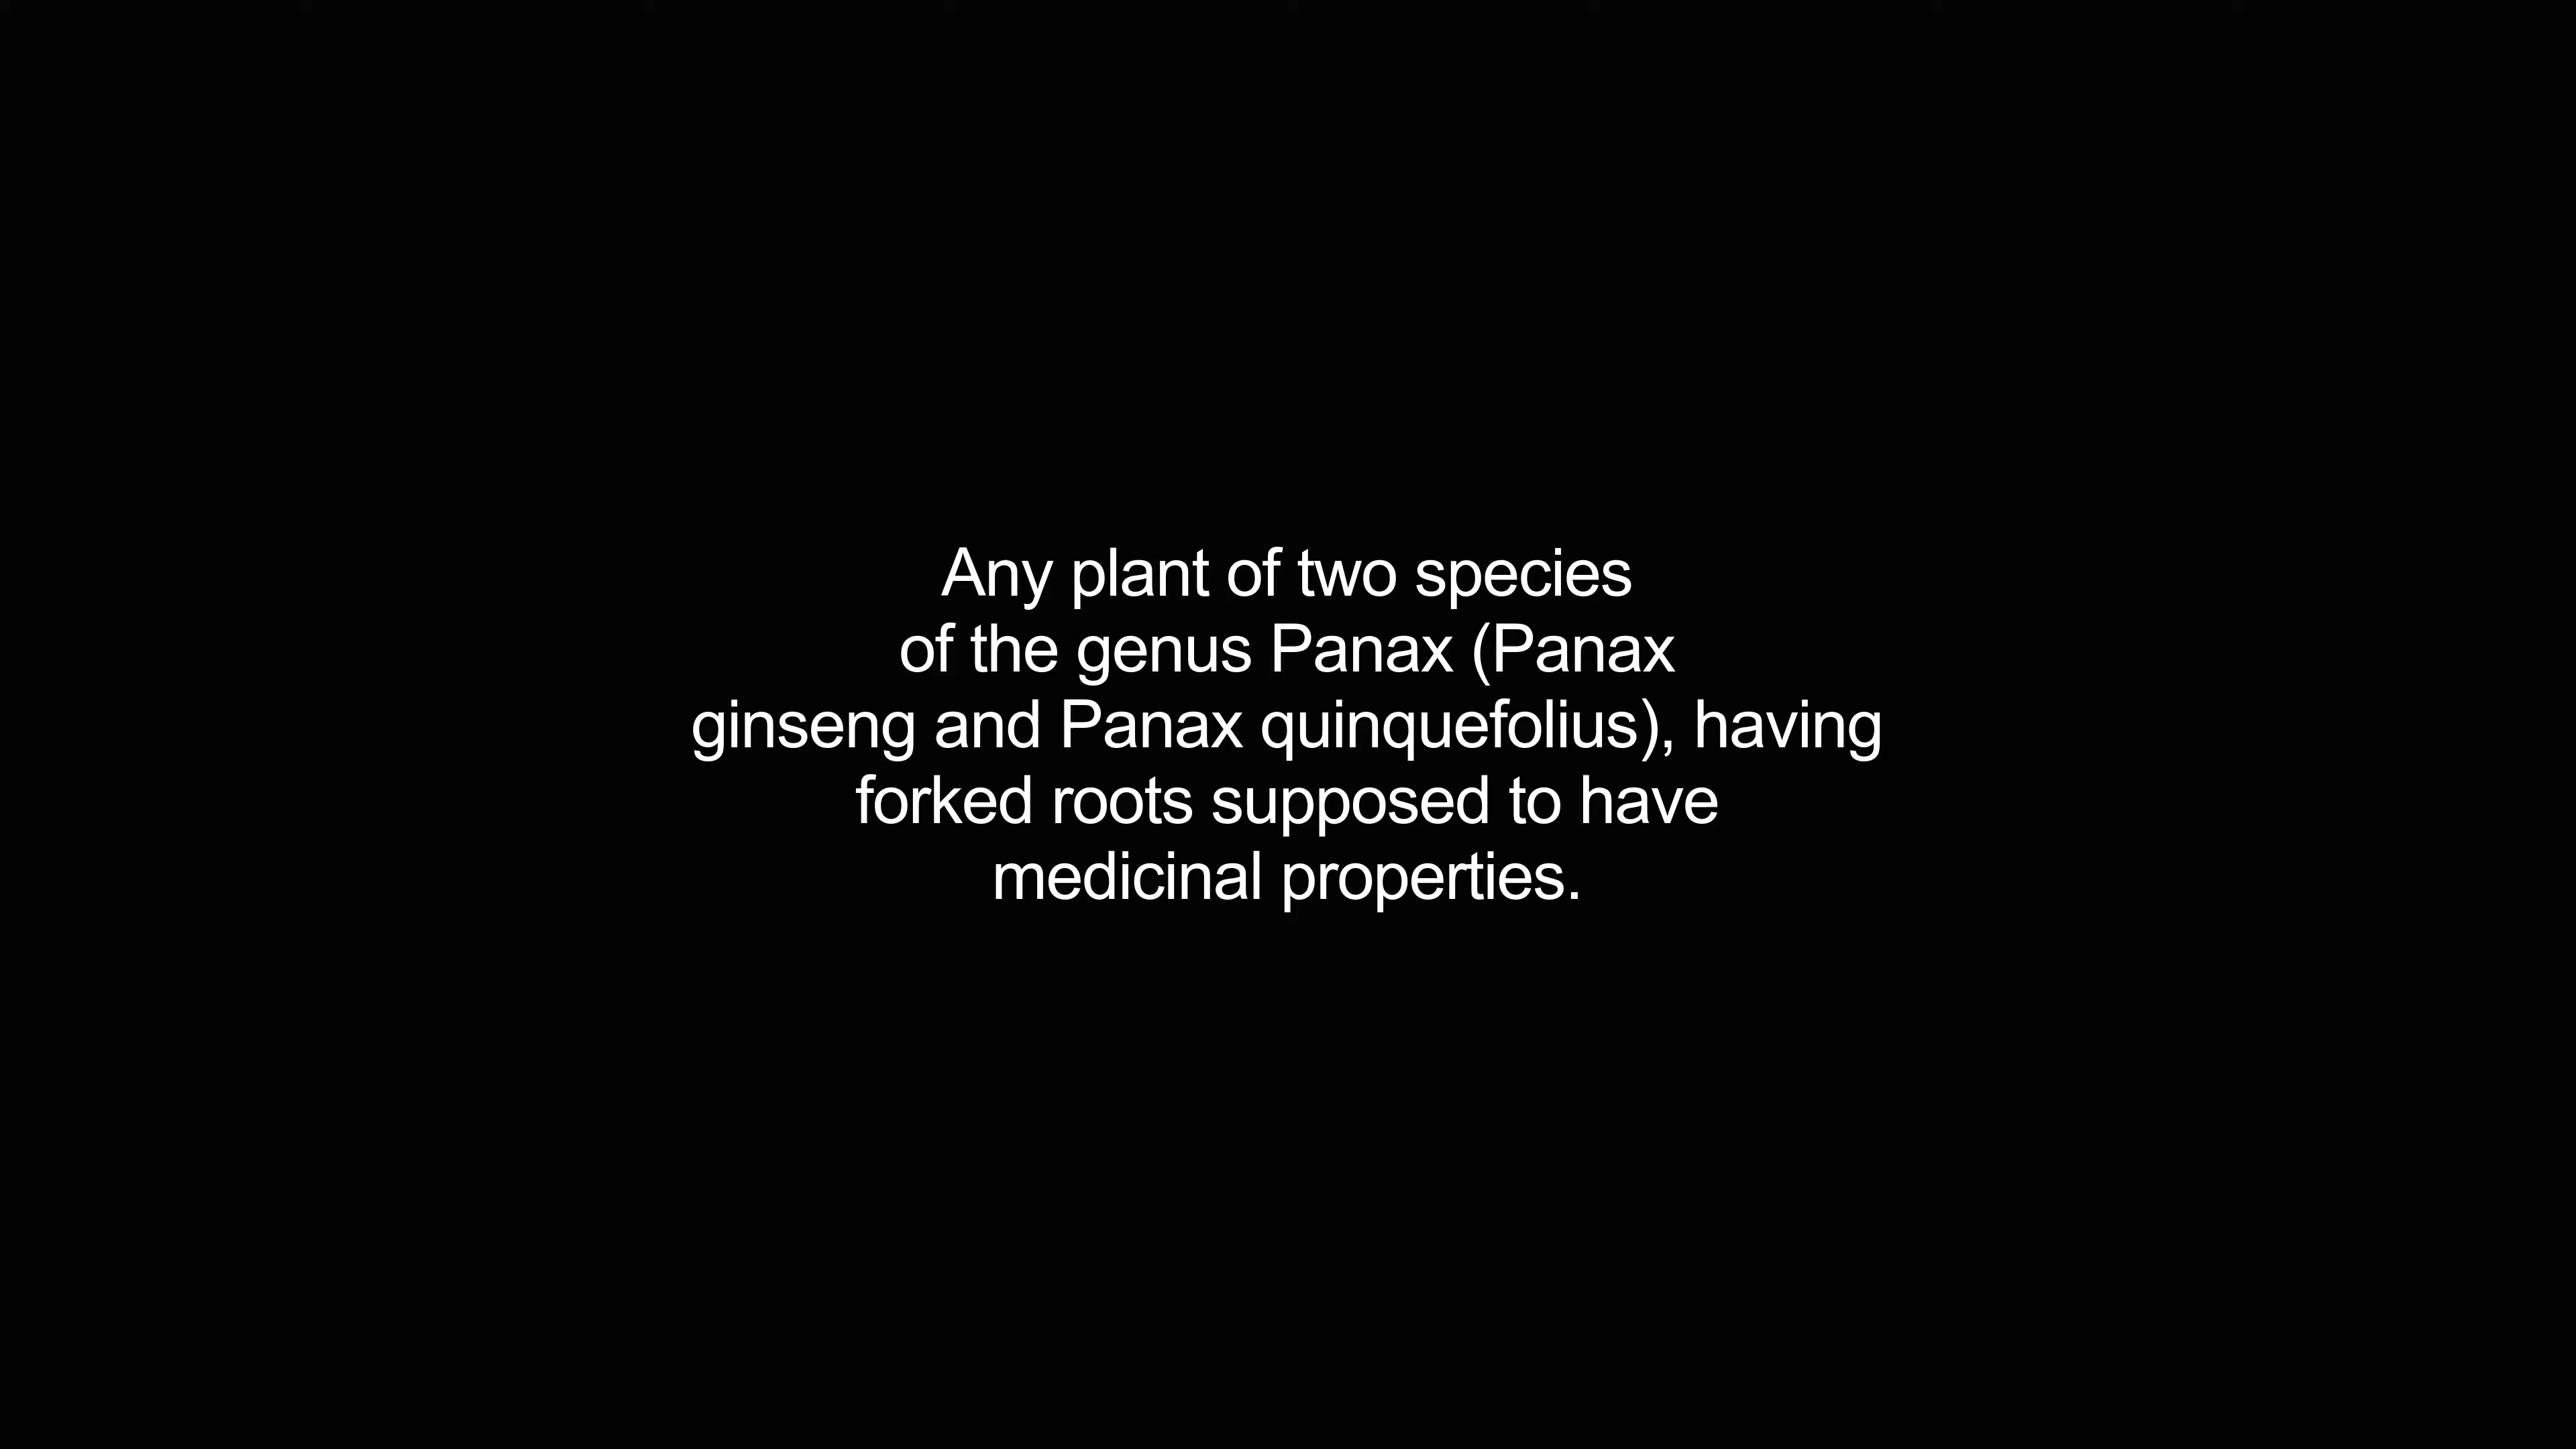 Any plant of two species
of the genus Panax (Panax
ginseng and Panax quinquefolius), having
forked roots supposed to have
medicinal properties.